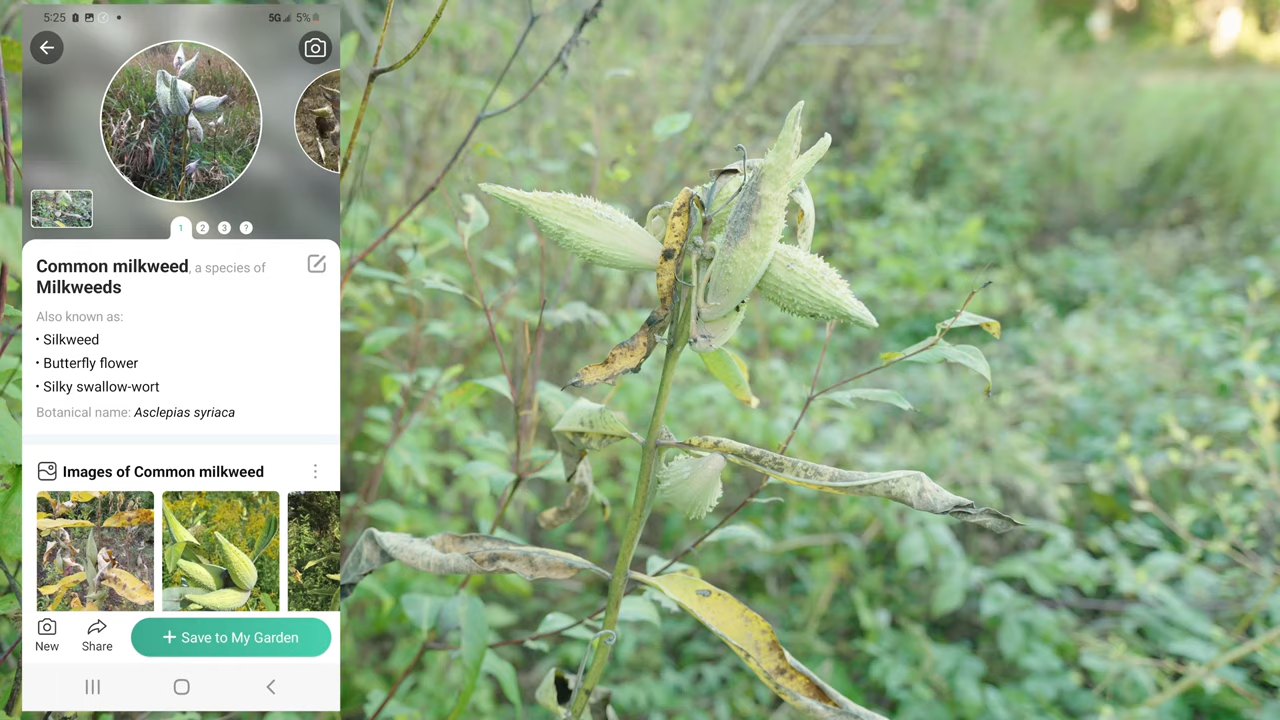 5:25 5G 5%
1 2 3 ?
Common milkweed, a species of
Milkweeds
Also known as:
• Silkweed
• Butterfly flower
• Silky swallow-wort
Botanical name: Asclepias syriaca
Images of Common milkweed
New Share + Save to My Garden